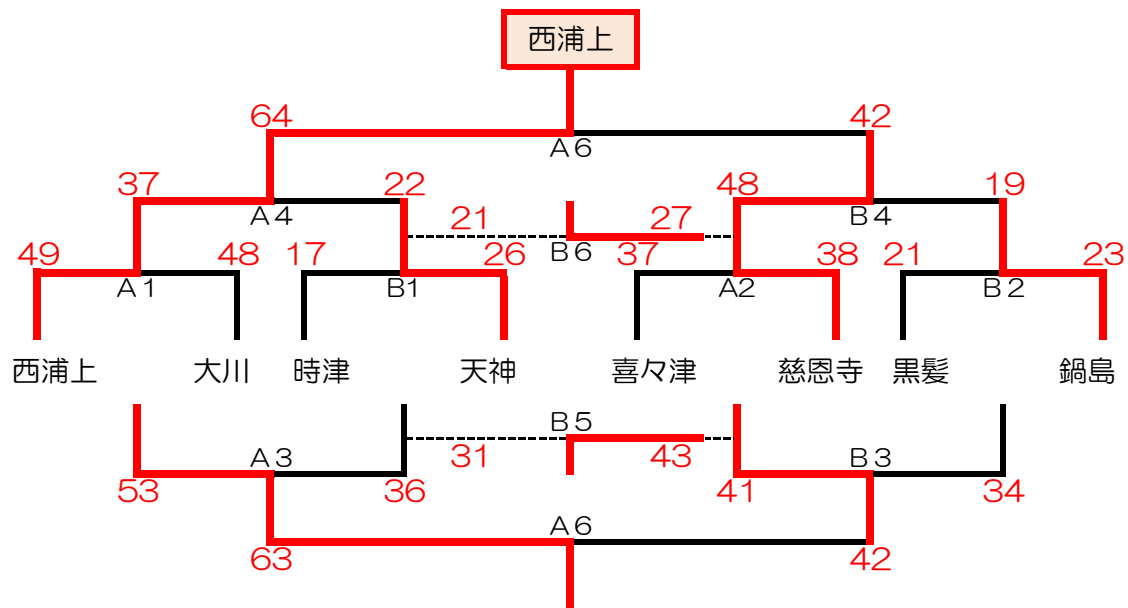 西浦上
64 42
A6
37 22 48 19
A4 21 27 B4
49 48 17 26 B6 37 38 21 23
A1 B1 A2 B2
西浦上 大川 時津 天神 喜々津 慈恩寺 黒髪 鍋島
B5
A3 31 43 B3
53 36 41 34
A6
63 42